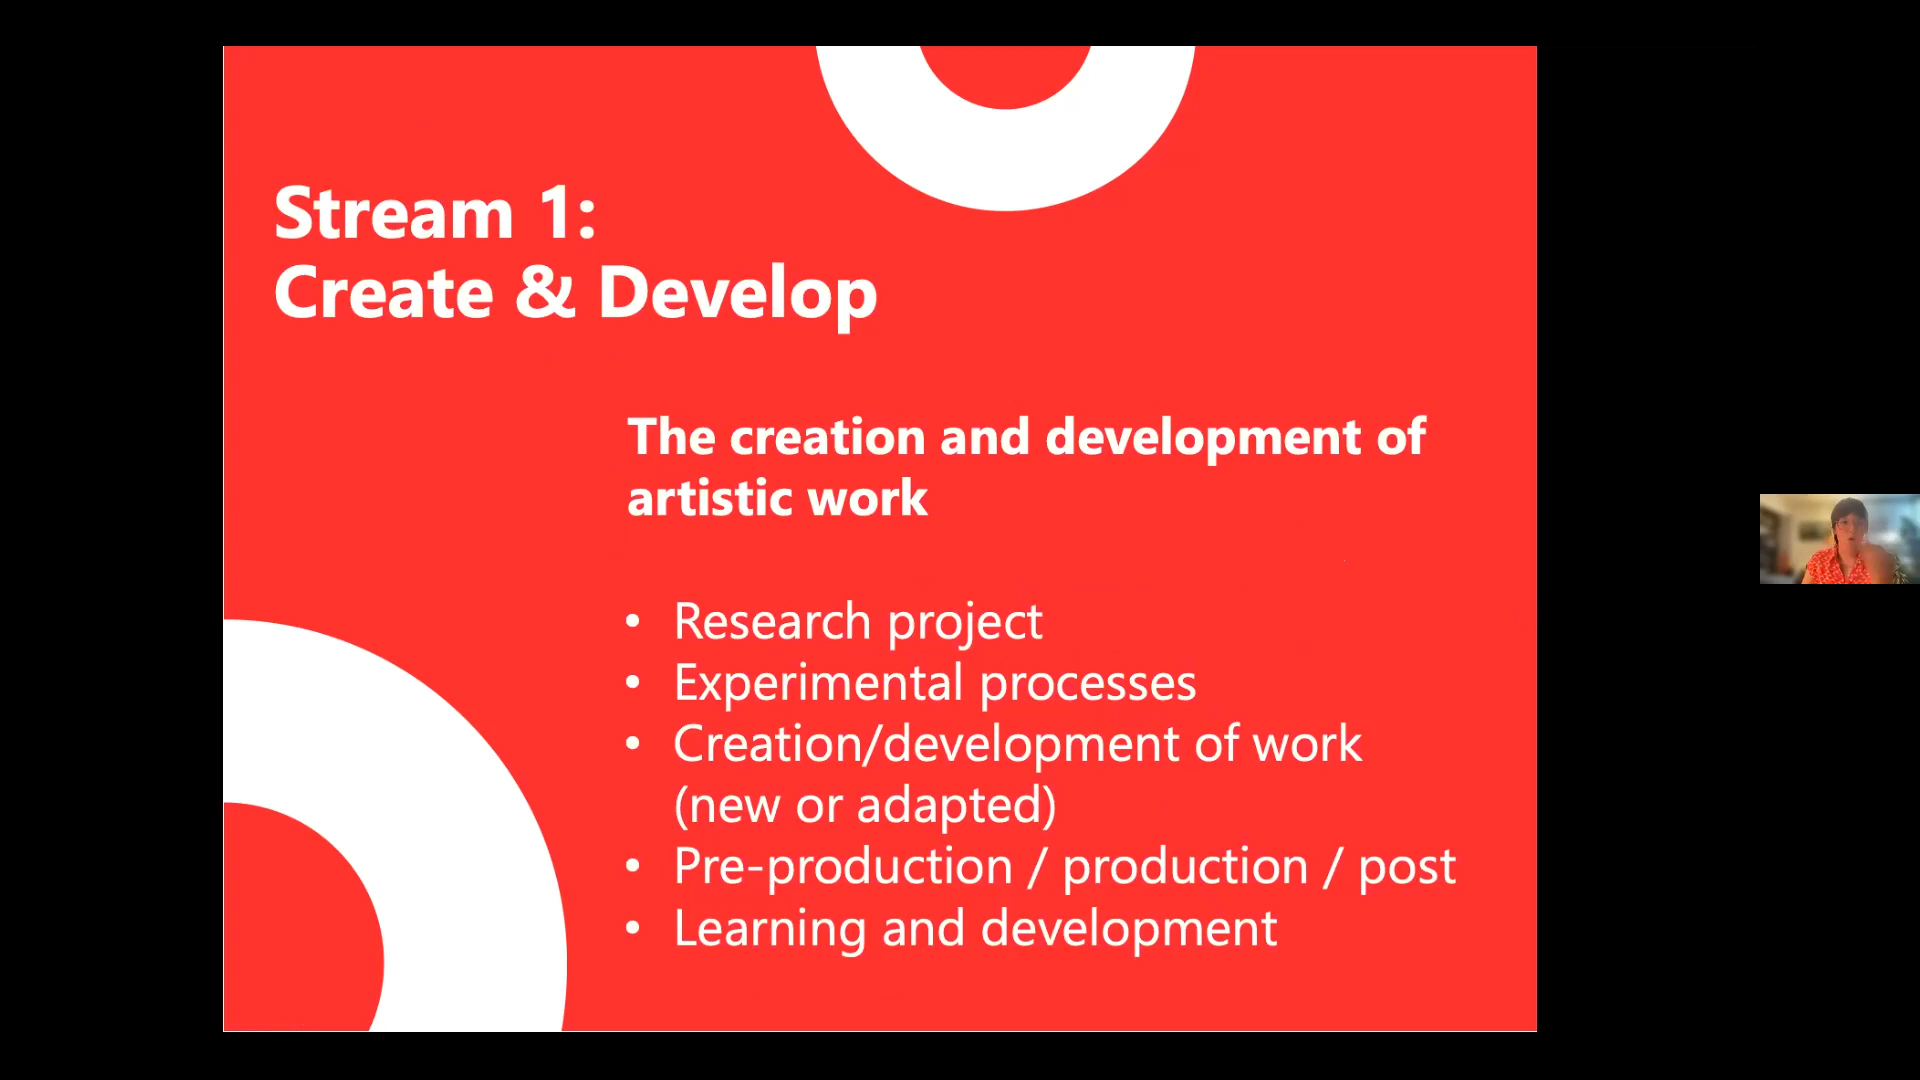 Stream 1:
Create & Develop
The creation and development of
artistic work
• Research project
• Experimental processes
• Creation/development of work
(new or adapted)
• Pre-production / production / post
• Learning and development